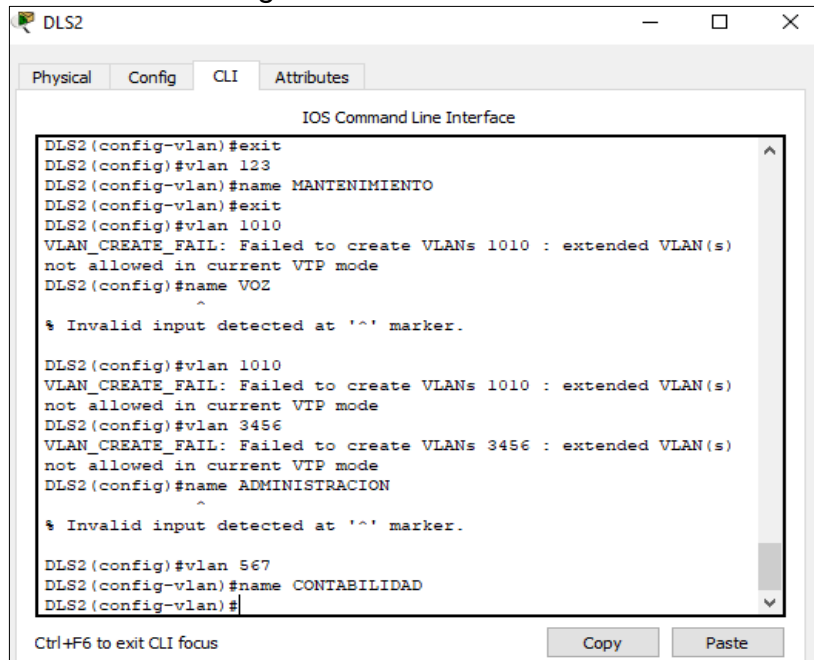 DLS2
Physical Config CLI Attributes
IOS Command Line Interface
DLS2(config-vlan)#exit
DLS2(config)#vlan 123
DLS2(config-vlan)#name MANTENIMIENTO
DLS2(config-vlan)#exit
DLS2(config)#vlan 1010
VLAN_CREATE_FAIL: Failed to create VLANs 1010 : extended VLAN(s)
not allowed in current VTP mode
DLS2(config)#name VOZ
^
% Invalid input detected at '^' marker.
DLS2(config)#vlan 1010
VLAN_CREATE_FAIL: Failed to create VLANs 1010 : extended VLAN(s)
not allowed in current VTP mode
DLS2(config)#vlan 3456
VLAN_CREATE_FAIL: Failed to create VLANs 3456 : extended VLAN(s)
not allowed in current VTP mode
DLS2(config)#name ADMINISTRACION
^
% Invalid input detected at '^' marker.
DLS2(config)#vlan 567
DLS2(config-vlan)#name CONTABILIDAD
DLS2(config-vlan)#
Ctrl+F6 to exit CLI focus Copy Paste